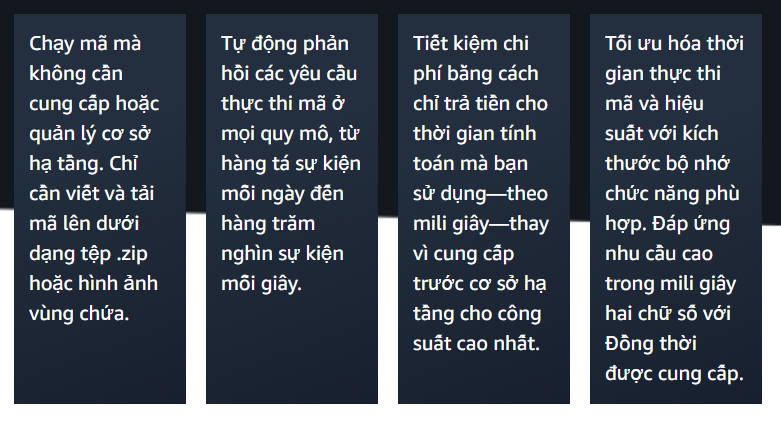 Chạy mã mà
không cần
cung cấp hoặc
quản lý cơ sở
hạ tầng. Chỉ
cần viết và tải
mã lên dưới
dạng tệp .zip
hoặc hình ảnh
vùng chứa.
Tự động phản
hồi các yêu cầu
thực thi mã ở
mọi quy mô, từ
hàng tá sự kiện
mỗi ngày đến
hàng trăm
nghìn sự kiện
mỗi giây.
Tiết kiệm chi
phí bằng cách
chỉ trả tiền cho
thời gian tính
toán mà bạn
sử dụng—theo
mili giây—thay
vì cung cấp
trước cơ sở hạ
tầng cho công
suất cao nhất.
Tối ưu hóa thời
gian thực thi
mã và hiệu
suất với kích
thước bộ nhớ
chức năng phù
hợp. Đáp ứng
nhu cầu cao
trong mili giây
hai chữ số với
Đồng thời
được cung cấp.